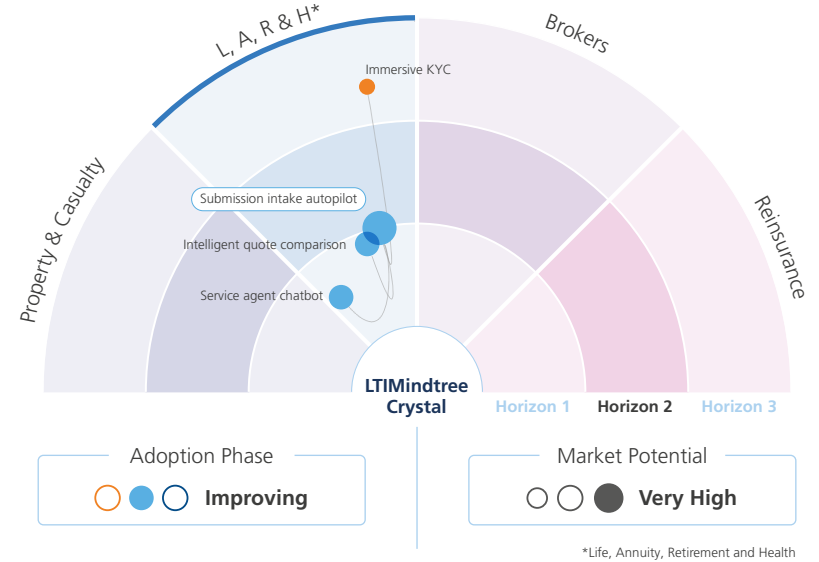 L, A, R & H*
Brokers
Immersive KYC
Property & Casualty
Submission intake autopilot
Reinsurance
Intelligent quote comparison
Service agent chatbot
LTIMindtree
Crystal
Horizon 1
Horizon 2
Horizon 3
Adoption Phase
Improving
Market Potential
Very High
*Life, Annuity, Retirement and Health